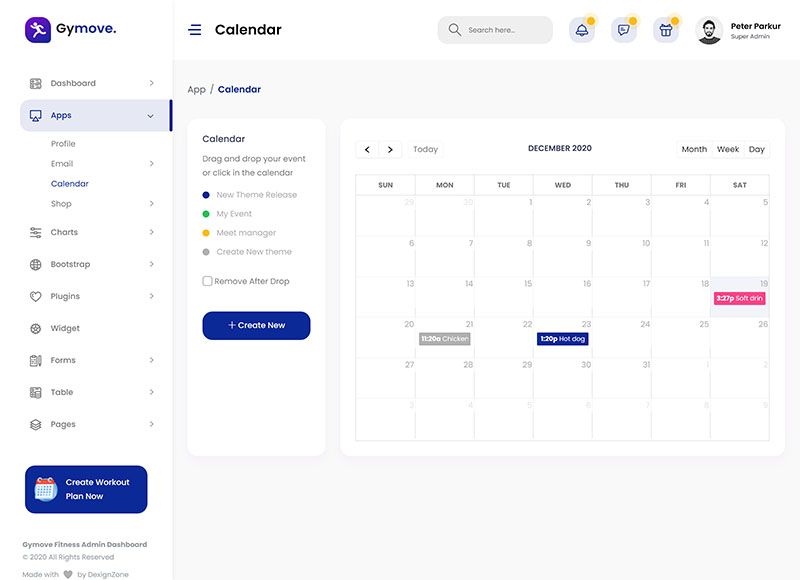 Gymove.
Calendar
Search here..
Peter Parkur
Super Admin
Dashboard
Apps
Profile
Email
Calendar
Shop
Charts
Bootstrap
Plugins
Widget
Forms
Table
Pages
Create Workout
Plan Now
Gymove Fitness Admin Dashboard
© 2020 All Rights Reserved
Made with by DexignZone
App / Calendar
Calendar
Drag and drop your event
or click in the calendar
New Theme Release
My Event
Meet manager
Create New theme
Remove After Drop
+ Create New
Today
DECEMBER 2020
Month Week Day
SUN MON TUE WED THU FRI SAT
29 30 1 2 3 4 5
6 7 8 9 10 11 12
13 14 15 16 17 18 19
3:27p Soft drin
20 21 22 23 24 25 26
11:20a Chicken 1:20p Hot dog
27 28 29 30 31 1 2
3 4 5 6 7 8 9